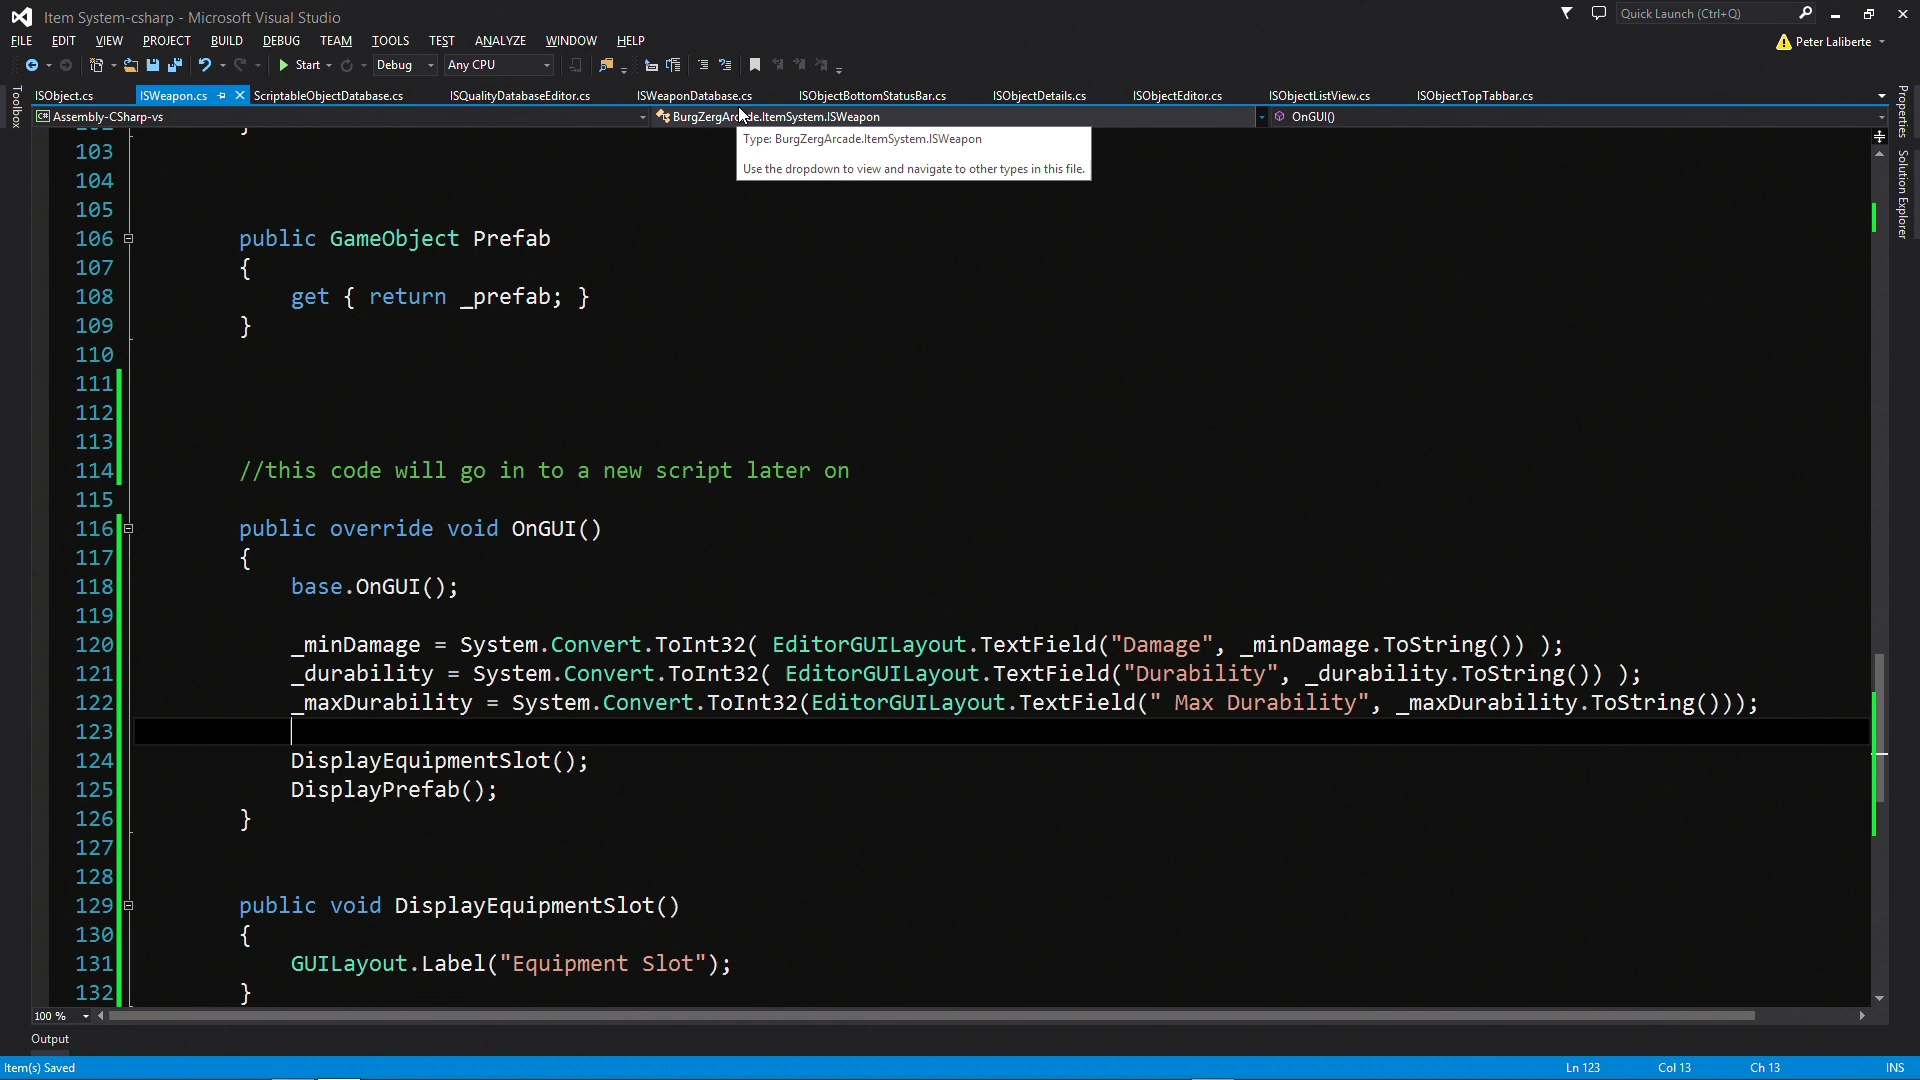 Item System-csharp - Microsoft Visual Studio
Quick Launch (Ctrl+Q)
FILE EDIT VIEW PROJECT BUILD DEBUG TEAM TOOLS TEST ANALYZE WINDOW HELP
Peter Laliberte
Start Debug Any CPU
Toolbox
ISObject.cs ISWeapon.cs ScriptableObjectDatabase.cs ISQualityDatabaseEditor.cs ISWeaponDatabase.cs ISObjectBottomStatusBar.cs ISObjectDetails.cs ISObjectEditor.cs ISObjectListView.cs ISObjectTopTabbar.cs
Properties
Solution Explorer
C# Assembly-CSharp-vs BurgZergArcade.ItemSystem.ISWeapon OnGUI()
Type: BurgZergArcade.ItemSystem.ISWeapon
Use the dropdown to view and navigate to other types in this file.
102 }
103
104
105
106 public GameObject Prefab
107 {
108 get { return _prefab; }
109 }
110
111
112
113
114 //this code will go in to a new script later on
115
116 public override void OnGUI()
117 {
118 base.OnGUI();
119
120 _minDamage = System.Convert.ToInt32( EditorGUILayout.TextField("Damage", _minDamage.ToString()) );
121 _durability = System.Convert.ToInt32( EditorGUILayout.TextField("Durability", _durability.ToString()) );
122 _maxDurability = System.Convert.ToInt32(EditorGUILayout.TextField(" Max Durability", _maxDurability.ToString()));
123
124 DisplayEquipmentSlot();
125 DisplayPrefab();
126 }
127
128
129 public void DisplayEquipmentSlot()
130 {
131 GUILayout.Label("Equipment Slot");
132 }
100 %
Output
Item(s) Saved Ln 123 Col 13 Ch 13 INS